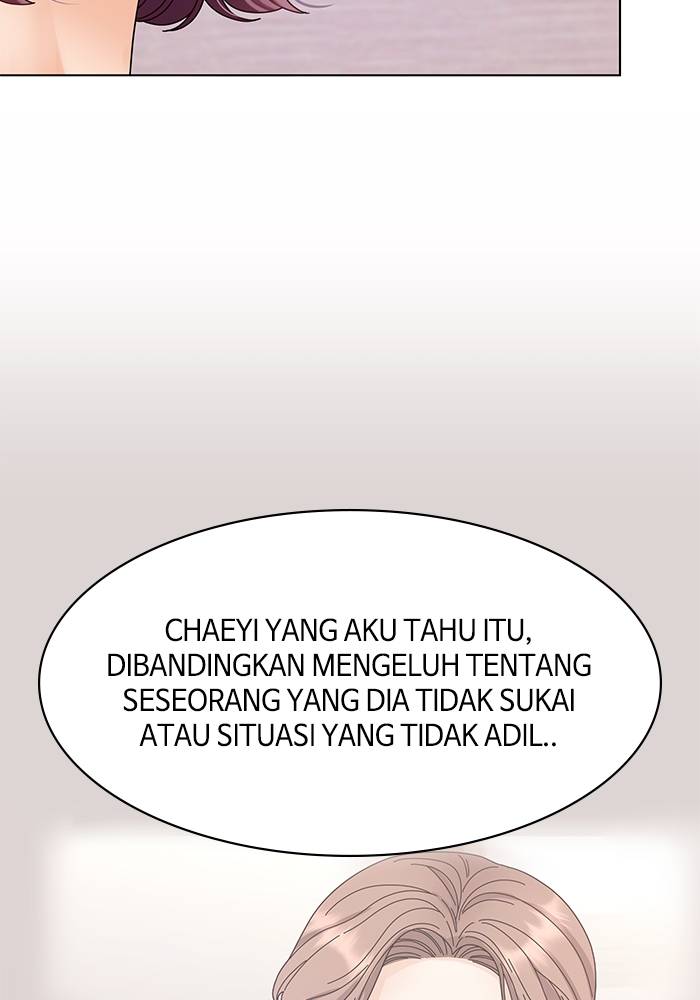 CHAEYI YANG AKU TAHU ITU,
DIBANDINGKAN MENGELUH TENTANG
SESEORANG YANG DIA TIDAK SUKAI
ATAU SITUASI YANG TIDAK ADIL..